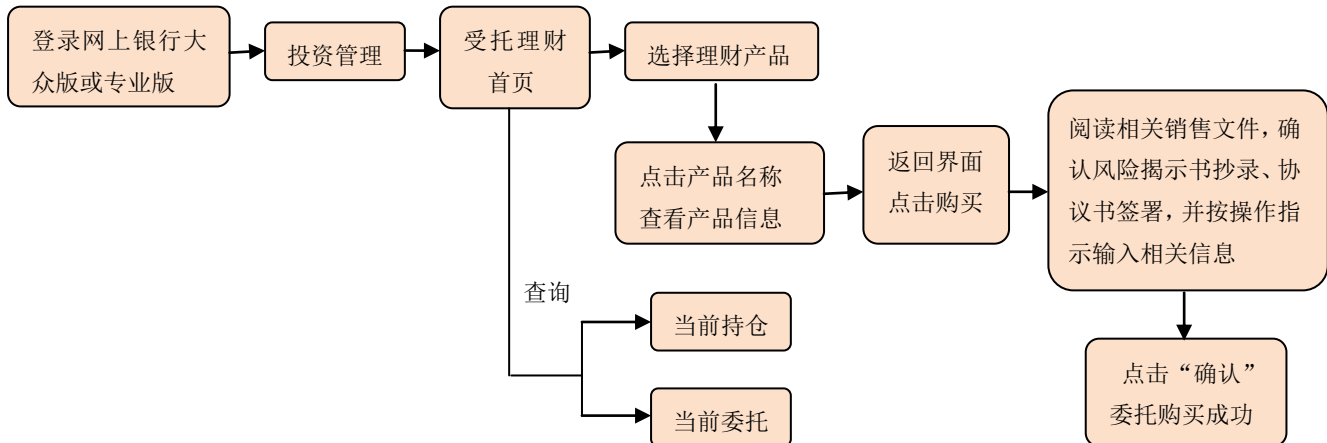 登录网上银行大
众版或专业版
投资管理
受托理财
首页
选择理财产品
点击产品名称
查看产品信息
返回界面
点击购买
阅读相关销售文件，确
认风险揭示书抄录、协
议书签署，并按操作指
示输入相关信息
点击“确认”
委托购买成功
查询
当前持仓
当前委托